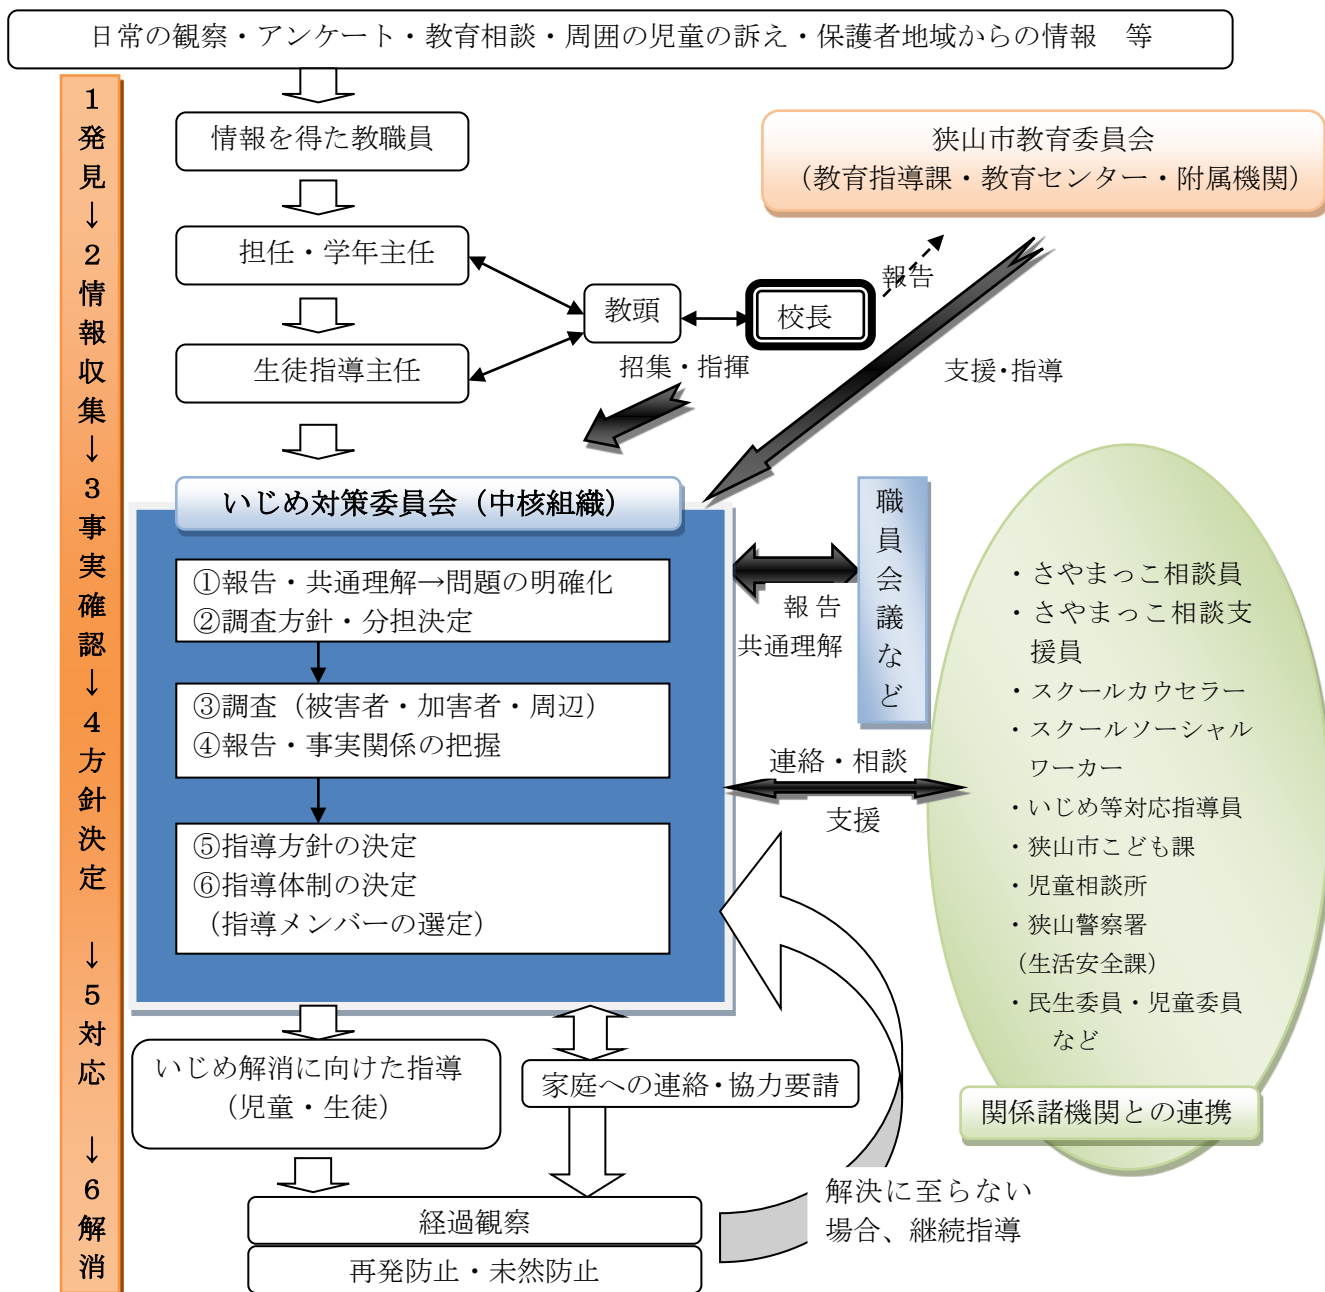 日常の観察・アンケート・教育相談・周囲の児童の訴え・保護者地域からの情報　等
1発見↓2情報収集↓3事実確認↓4方針決定　↓5対応　↓6解消
情報を得た教職員
狭山市教育委員会
（教育指導課・教育センター・附属機関）
担任・学年主任
報告
教頭
校長
生徒指導主任
招集・指揮
支援・指導
いじめ対策委員会（中核組織）
①報告・共通理解→問題の明確化
②調査方針・分担決定
③調査（被害者・加害者・周辺）
④報告・事実関係の把握
⑤指導方針の決定
⑥指導体制の決定
（指導メンバーの選定）
職員会議など
報 告
共通理解
連絡・相談
支援
・さやまっこ相談員
・さやまっこ相談支
援員
・スクールカウセラー
・スクールソーシャル
ワーカー
・いじめ等対応指導員
・狭山市こども課
・児童相談所
・狭山警察署
（生活安全課）
・民生委員・児童委員
など
関係諸機関との連携
いじめ解消に向けた指導
（児童・生徒）
家庭への連絡・協力要請
経過観察
再発防止・未然防止
解決に至らない
場合、継続指導